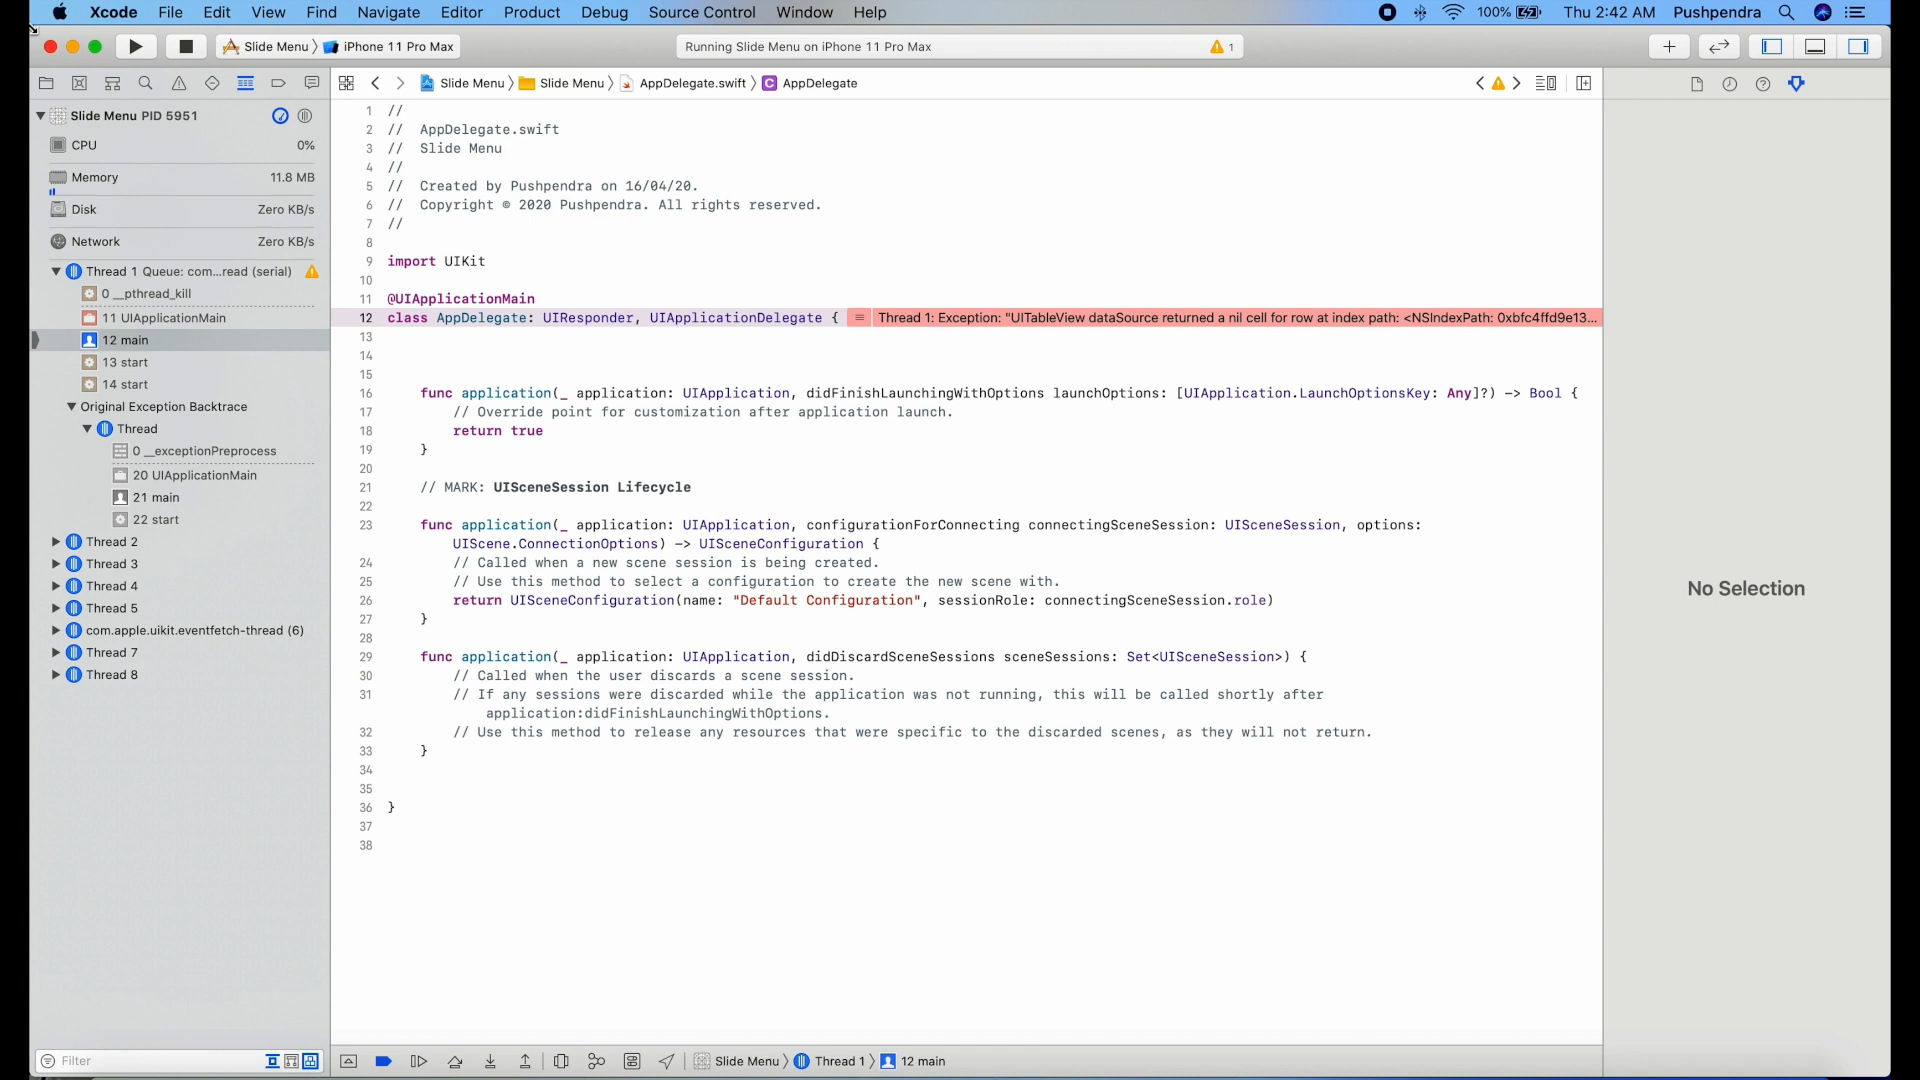 Xcode File Edit View Find Navigate Editor Product Debug Source Control Window Help 100% Thu 2:42 AM Pushpendra
Slide Menu iPhone 11 Pro Max Running Slide Menu on iPhone 11 Pro Max 1
Slide Menu Slide Menu AppDelegate.swift C AppDelegate
Slide Menu PID 5951
CPU 0%
Memory 11.8 MB
Disk Zero KB/s
Network Zero KB/s
Thread 1 Queue: com...read (serial)
0 __pthread_kill
11 UIApplicationMain
12 main
13 start
14 start
Original Exception Backtrace
Thread
0 __exceptionPreprocess
20 UIApplicationMain
21 main
22 start
Thread 2
Thread 3
Thread 4
Thread 5
com.apple.uikit.eventfetch-thread (6)
Thread 7
Thread 8
Filter
1 //
2 //  AppDelegate.swift
3 //  Slide Menu
4 //
5 //  Created by Pushpendra on 16/04/20.
6 //  Copyright © 2020 Pushpendra. All rights reserved.
7 //
8
9 import UIKit
10
11 @UIApplicationMain
12 class AppDelegate: UIResponder, UIApplicationDelegate { Thread 1: Exception: "UITableView dataSource returned a nil cell for row at index path: <NSIndexPath: 0xbfc4ffd9e13...
13
14
15
16 func application(_ application: UIApplication, didFinishLaunchingWithOptions launchOptions: [UIApplication.LaunchOptionsKey: Any]?) -> Bool {
17 // Override point for customization after application launch.
18 return true
19 }
20
21 // MARK: UISceneSession Lifecycle
22
23 func application(_ application: UIApplication, configurationForConnecting connectingSceneSession: UISceneSession, options:
UIScene.ConnectionOptions) -> UISceneConfiguration {
24 // Called when a new scene session is being created.
25 // Use this method to select a configuration to create the new scene with.
26 return UISceneConfiguration(name: "Default Configuration", sessionRole: connectingSceneSession.role)
27 }
28
29 func application(_ application: UIApplication, didDiscardSceneSessions sceneSessions: Set<UISceneSession>) {
30 // Called when the user discards a scene session.
31 // If any sessions were discarded while the application was not running, this will be called shortly after
application:didFinishLaunchingWithOptions.
32 // Use this method to release any resources that were specific to the discarded scenes, as they will not return.
33 }
34
35
36 }
37
38
Slide Menu Thread 1 12 main
No Selection